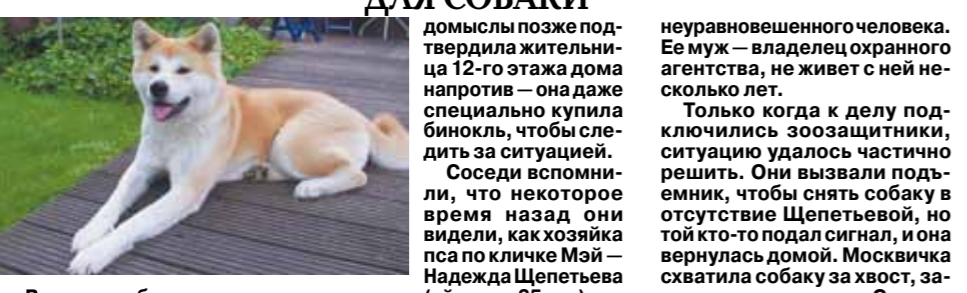 ДЛЯ СОБАКИ
домыслы позже под-
твердила жительни-
ца 12-го этажа дома
напротив — она даже
специально купила
бинокль, чтобы сле-
дить за ситуацией.
Соседи вспомни-
ли, что некоторое
время назад они
видели, как хозяйка
пса по кличке Мэй —
Надежда Щепетьева
неуравновешенного человека.
Ее муж — владелец охранного
агентства, не живет с ней не-
сколько лет.
Только когда к делу под-
ключились зоозащитники,
ситуацию удалось частично
решить. Они вызвали подъ-
емник, чтобы снять собаку в
отсутствие Щепетьевой, но
той кто-то подал сигнал, и она
вернулась домой. Москвичка
схватила собаку за хвост, за-